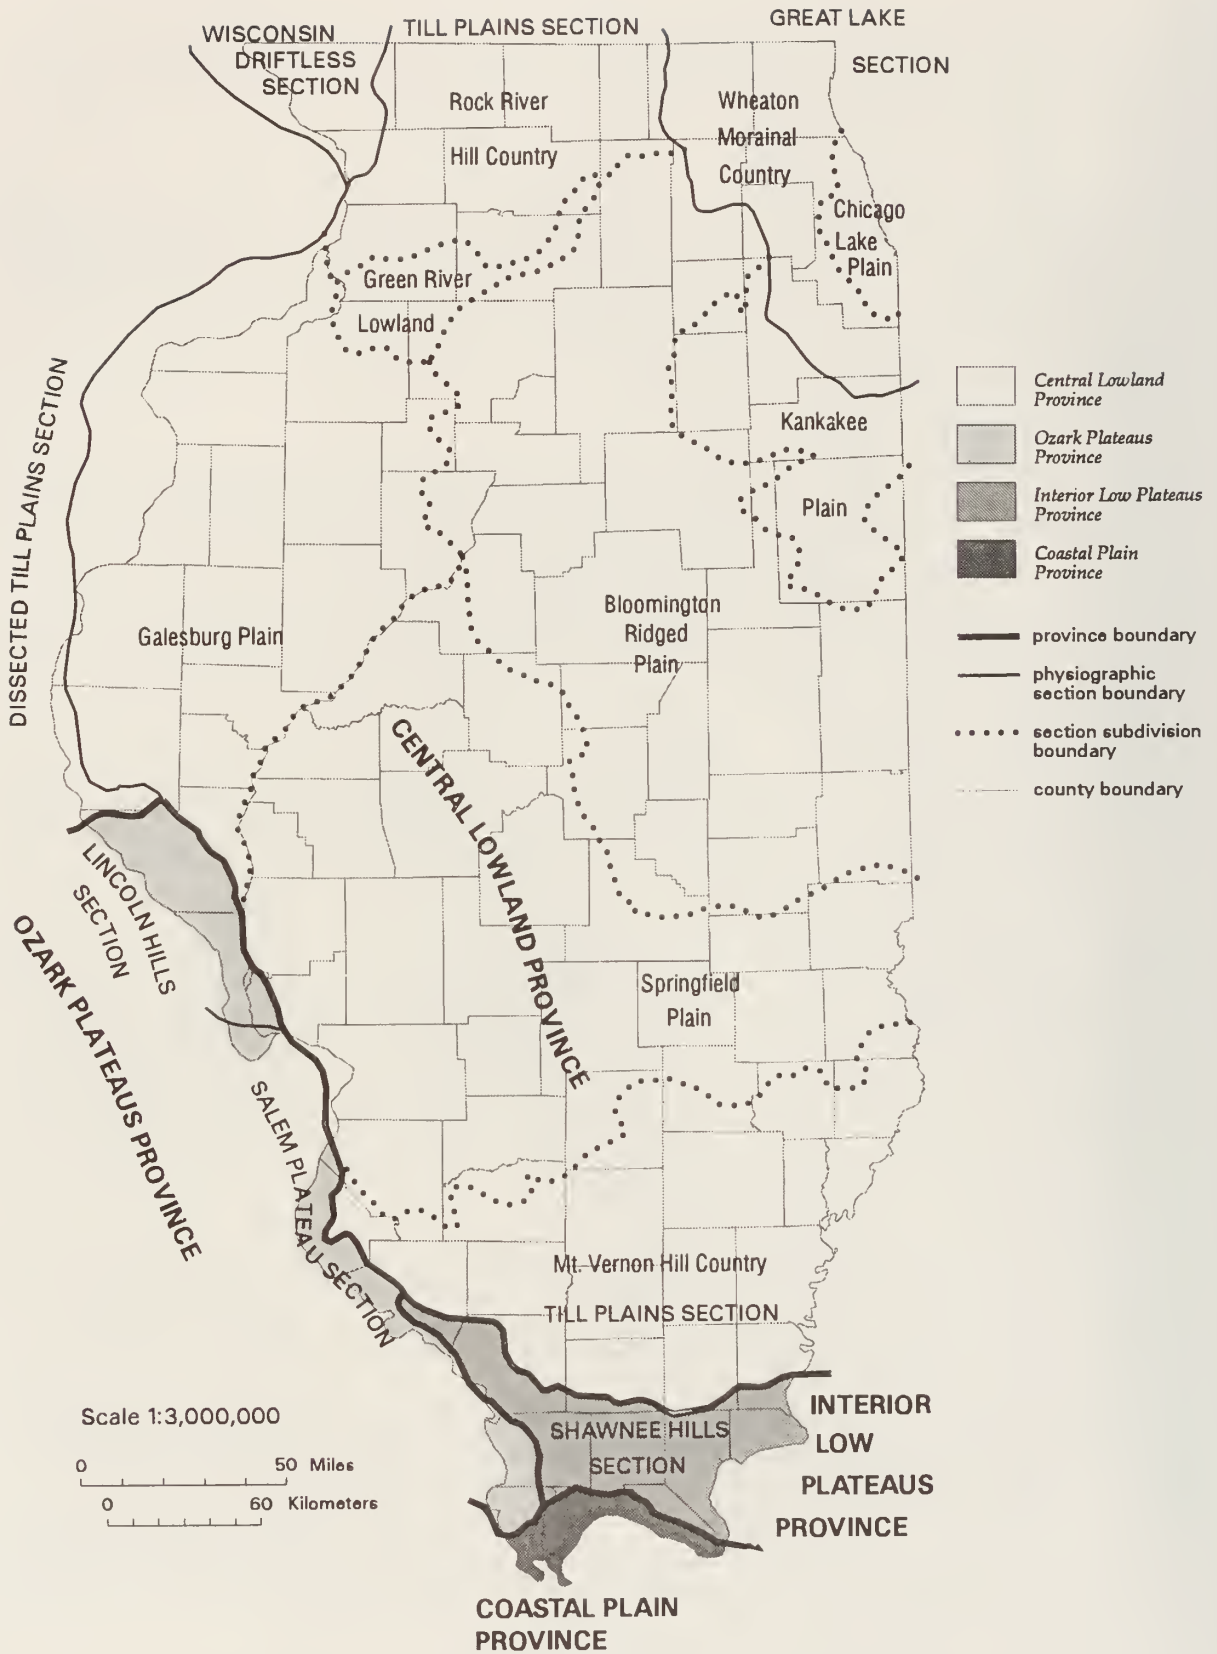 WISCONSIN
DRIFTLESS
SECTION
TILL PLAINS SECTION
GREAT LAKE
SECTION
Rock River
Hill Country
Wheaton
Morainal
Country
Chicago
Lake
Plain
Green River
Lowland
DISSECTED TILL PLAINS SECTION
Kankakee
Plain
Galesburg Plain
Bloomington
Ridged
Plain
CENTRAL LOWLAND PROVINCE
LINCOLN HILLS
SECTION
OZARK PLATEAUS PROVINCE
Springfield
Plain
SALEM PLATEAU SECTION
Mt. Vernon Hill Country
TILL PLAINS SECTION
SHAWNEE HILLS
SECTION
INTERIOR
LOW
PLATEAUS
PROVINCE
COASTAL PLAIN
PROVINCE
Central Lowland
Province
Ozark Plateaus
Province
Interior Low Plateaus
Province
Coastal Plain
Province
province boundary
physiographic
section boundary
section subdivision
boundary
county boundary
Scale 1:3,000,000
0 50 Miles
0 60 Kilometers